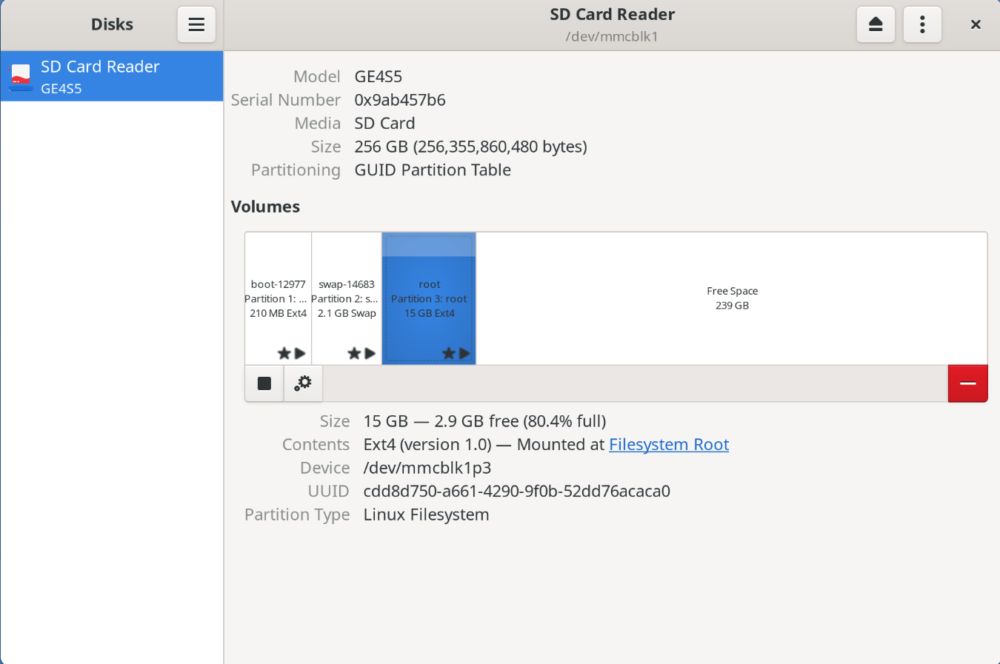 Disks
SD Card Reader
/dev/mmcblk1
SD Card Reader
GE4S5
Model GE4S5
Serial Number 0x9ab457b6
Media SD Card
Size 256 GB (256,355,860,480 bytes)
Partitioning GUID Partition Table
Volumes
boot-12977
Partition 1: ...
210 MB Ext4
swap-14683
Partition 2: s...
2.1 GB Swap
root
Partition 3: root
15 GB Ext4
Free Space
239 GB
Size 15 GB — 2.9 GB free (80.4% full)
Contents Ext4 (version 1.0) — Mounted at Filesystem Root
Device /dev/mmcblk1p3
UUID cdd8d750-a661-4290-9f0b-52dd76acaca0
Partition Type Linux Filesystem